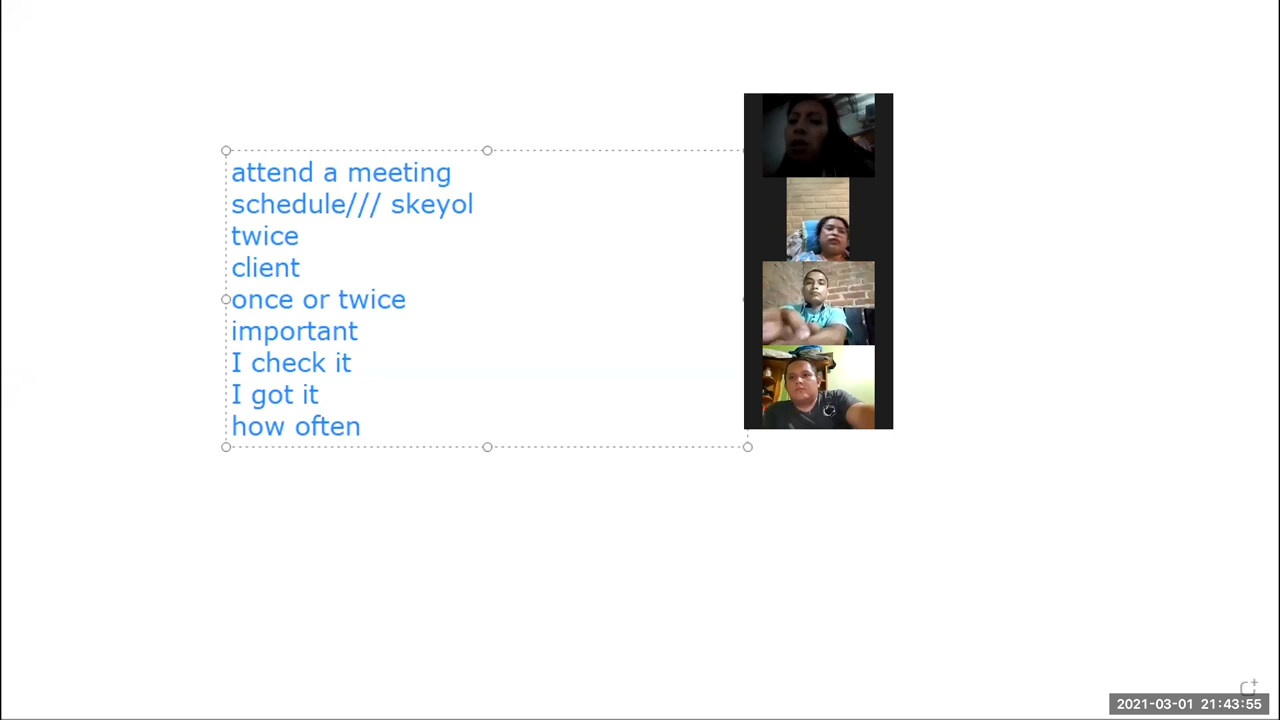 attend a meeting
schedule/// skeyol
twice
client
once or twice
important
I check it
I got it
how often
2021-03-01 21:43:55